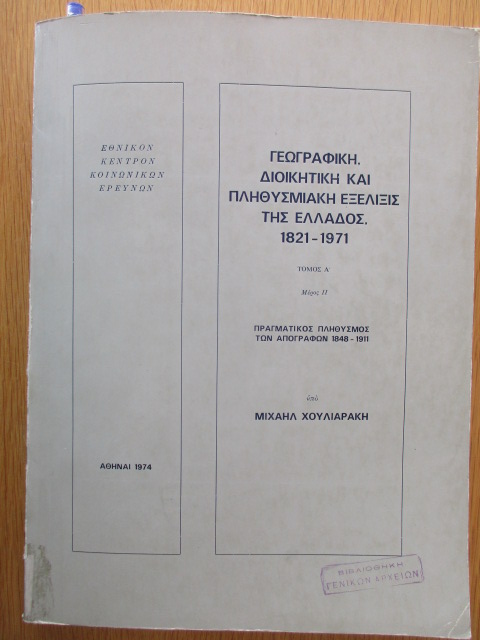 ΕΘΝΙΚΟΝ
ΚΕΝΤΡΟΝ
ΚΟΙΝΩΝΙΚΩΝ
ΕΡΕΥΝΩΝ
ΑΘΗΝΑΙ 1974
ΓΕΩΓΡΑΦΙΚΗ,
ΔΙΟΙΚΗΤΙΚΗ ΚΑΙ
ΠΛΗΘΥΣΜΙΑΚΗ ΕΞΕΛΙΞΙΣ
ΤΗΣ ΕΛΛΑΔΟΣ,
1821-1971
ΤΟΜΟΣ Α'
Μέρος II
ΠΡΑΓΜΑΤΙΚΟΣ ΠΛΗΘΥΣΜΟΣ
ΤΩΝ ΑΠΟΓΡΑΦΩΝ 1848-1911
ὑπὸ
ΜΙΧΑΗΛ ΧΟΥΛΙΑΡΑΚΗ
ΒΙΒΛΙΟΘΗΚΗ
ΓΕΝΙΚΩΝ ΑΡΧΕΙΩΝ